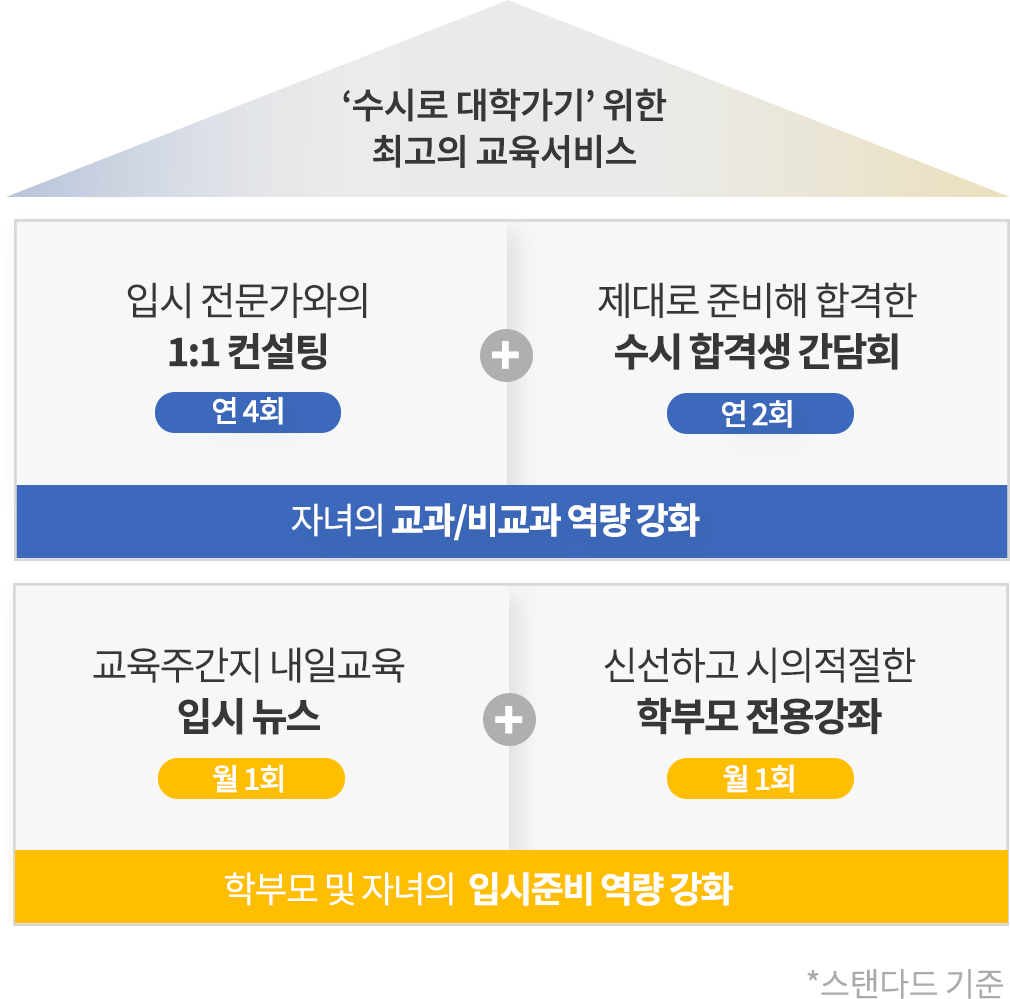 ‘수시로 대학가기’ 위한
최고의 교육서비스
입시 전문가와의
1:1 컨설팅
연 4회
제대로 준비해 합격한
수시 합격생 간담회
연 2회
자녀의 교과/비교과 역량 강화
교육주간지 내일교육
입시 뉴스
월 1회
신선하고 시의적절한
학부모 전용강좌
월 1회
학부모 및 자녀의 입시준비 역량 강화
*스탠다드 기준